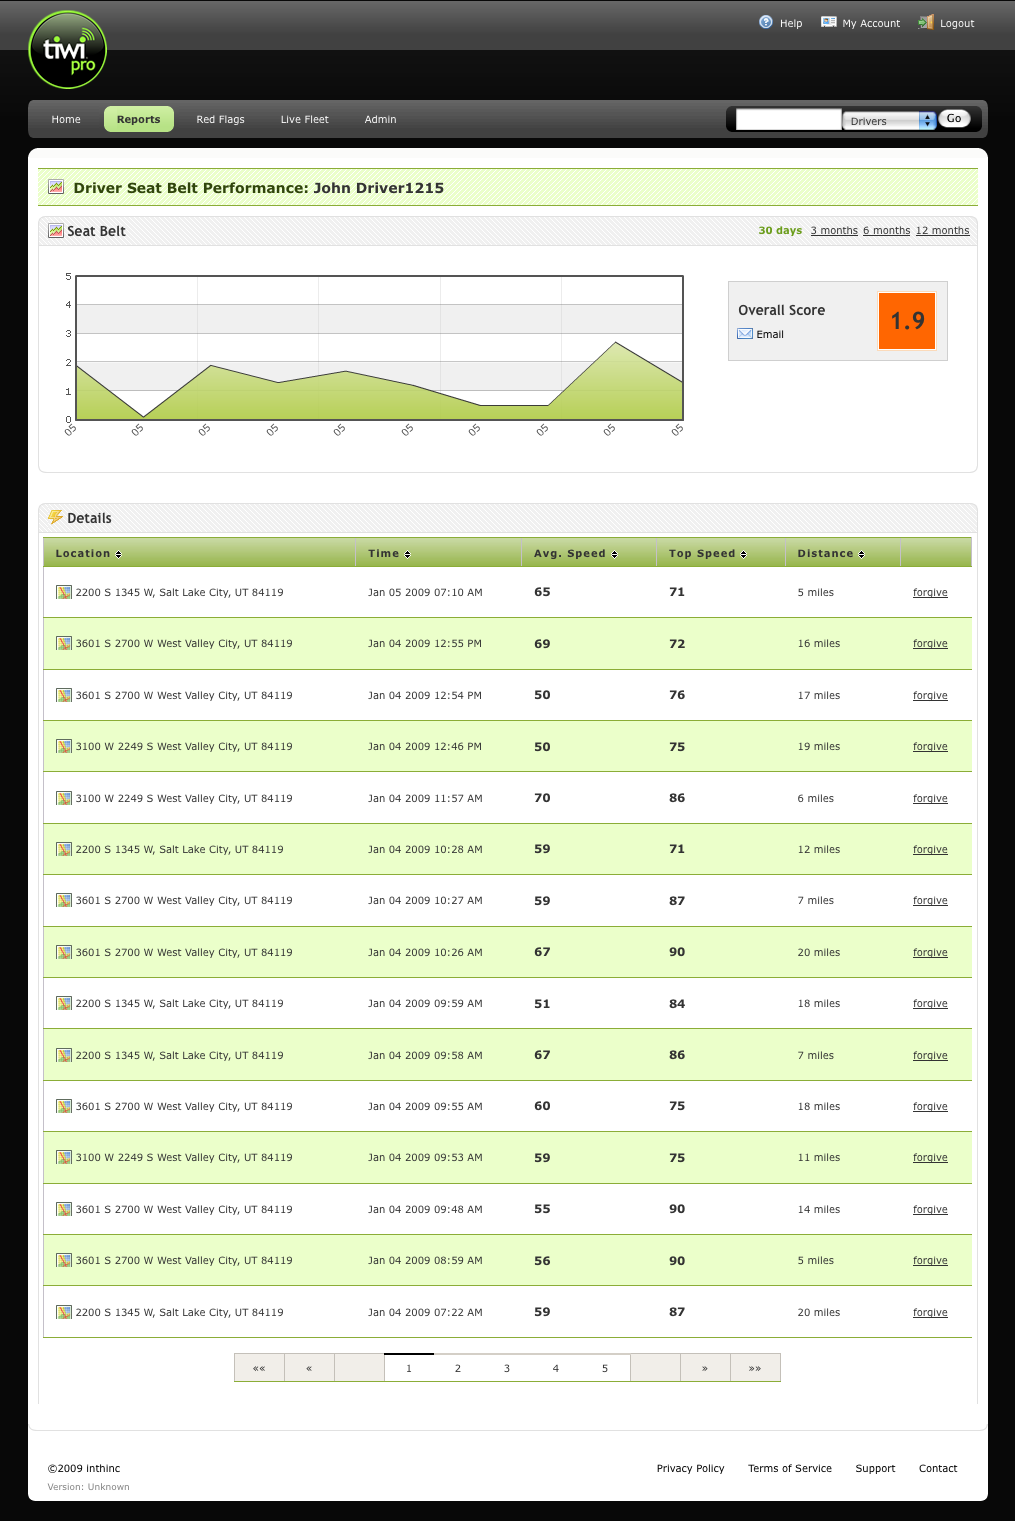 tiwi
pro
Help My Account Logout
Home Reports Red Flags Live Fleet Admin Drivers Go
Driver Seat Belt Performance: John Driver1215
Seat Belt 30 days 3 months 6 months 12 months
5
4
3
2
1
0
05 05 05 05 05 05 05 05 05 05
Overall Score 1.9
Email
Details
Location Time Avg. Speed Top Speed Distance
2200 S 1345 W, Salt Lake City, UT 84119 Jan 05 2009 07:10 AM 65 71 5 miles forgive
3601 S 2700 W West Valley City, UT 84119 Jan 04 2009 12:55 PM 69 72 16 miles forgive
3601 S 2700 W West Valley City, UT 84119 Jan 04 2009 12:54 PM 50 76 17 miles forgive
3100 W 2249 S West Valley City, UT 84119 Jan 04 2009 12:46 PM 50 75 19 miles forgive
3100 W 2249 S West Valley City, UT 84119 Jan 04 2009 11:57 AM 70 86 6 miles forgive
2200 S 1345 W, Salt Lake City, UT 84119 Jan 04 2009 10:28 AM 59 71 12 miles forgive
3601 S 2700 W West Valley City, UT 84119 Jan 04 2009 10:27 AM 59 87 7 miles forgive
3601 S 2700 W West Valley City, UT 84119 Jan 04 2009 10:26 AM 67 90 20 miles forgive
2200 S 1345 W, Salt Lake City, UT 84119 Jan 04 2009 09:59 AM 51 84 18 miles forgive
2200 S 1345 W, Salt Lake City, UT 84119 Jan 04 2009 09:58 AM 67 86 7 miles forgive
3601 S 2700 W West Valley City, UT 84119 Jan 04 2009 09:55 AM 60 75 18 miles forgive
3100 W 2249 S West Valley City, UT 84119 Jan 04 2009 09:53 AM 59 75 11 miles forgive
3601 S 2700 W West Valley City, UT 84119 Jan 04 2009 09:48 AM 55 90 14 miles forgive
3601 S 2700 W West Valley City, UT 84119 Jan 04 2009 08:59 AM 56 90 5 miles forgive
2200 S 1345 W, Salt Lake City, UT 84119 Jan 04 2009 07:22 AM 59 87 20 miles forgive
«« « 1 2 3 4 5 » »»
©2009 inthinc Privacy Policy Terms of Service Support Contact
Version: Unknown